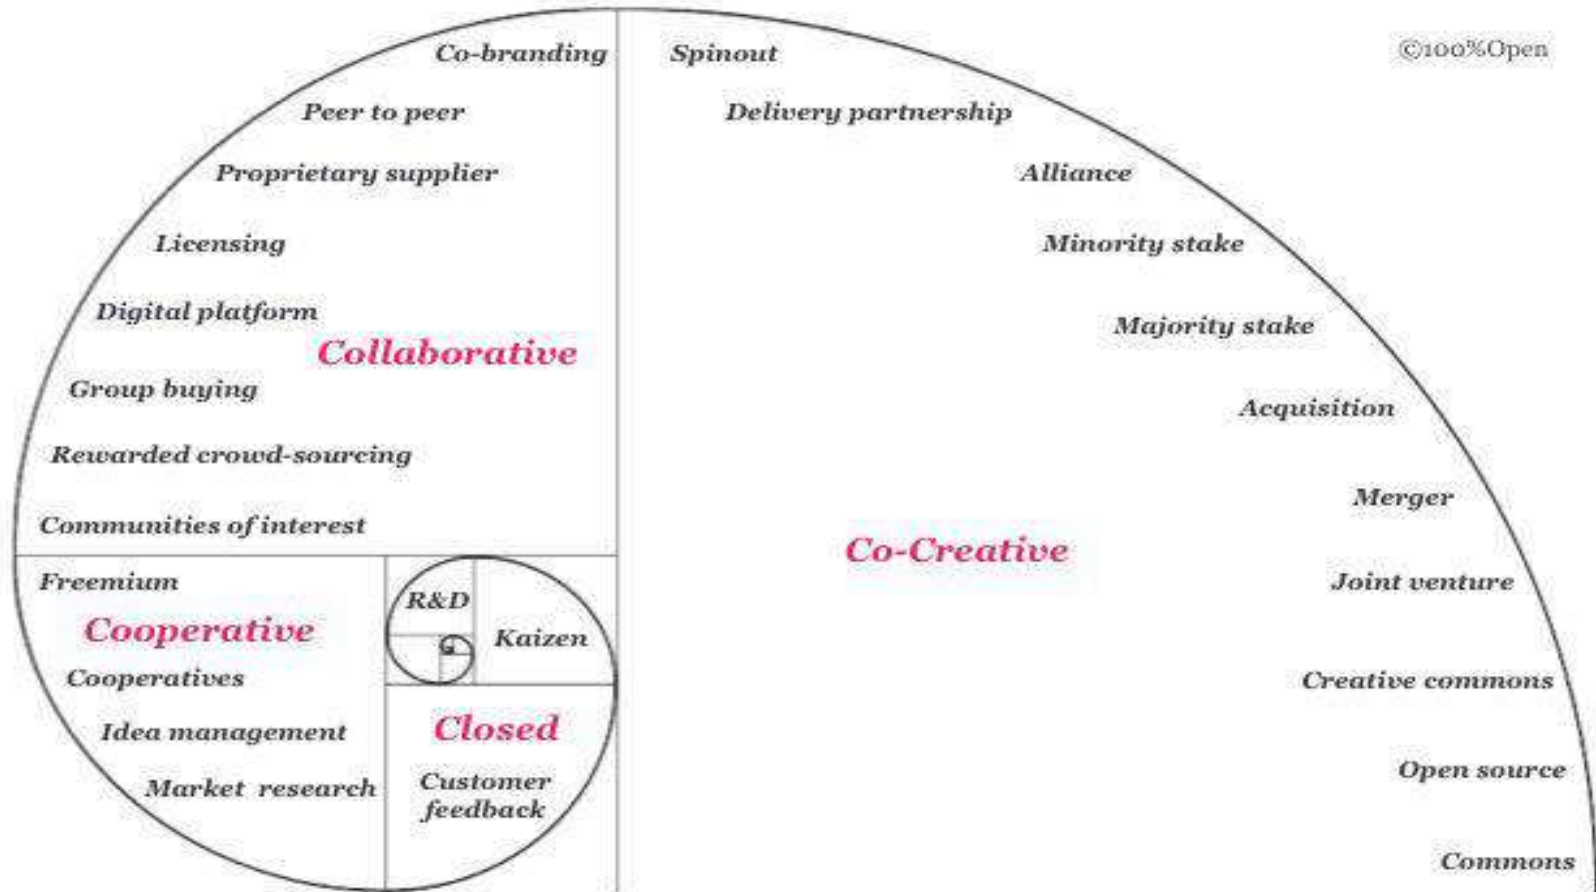 Co-branding
Spinout
©100%Open
Peer to peer
Delivery partnership
Proprietary supplier
Alliance
Licensing
Minority stake
Digital platform
Majority stake
Collaborative
Group buying
Acquisition
Rewarded crowd-sourcing
Merger
Communities of interest
Co-Creative
Freemium
R&D
Joint venture
Cooperative
Kaizen
Cooperatives
Creative commons
Idea management
Closed
Open source
Market research
Customer
feedback
Commons